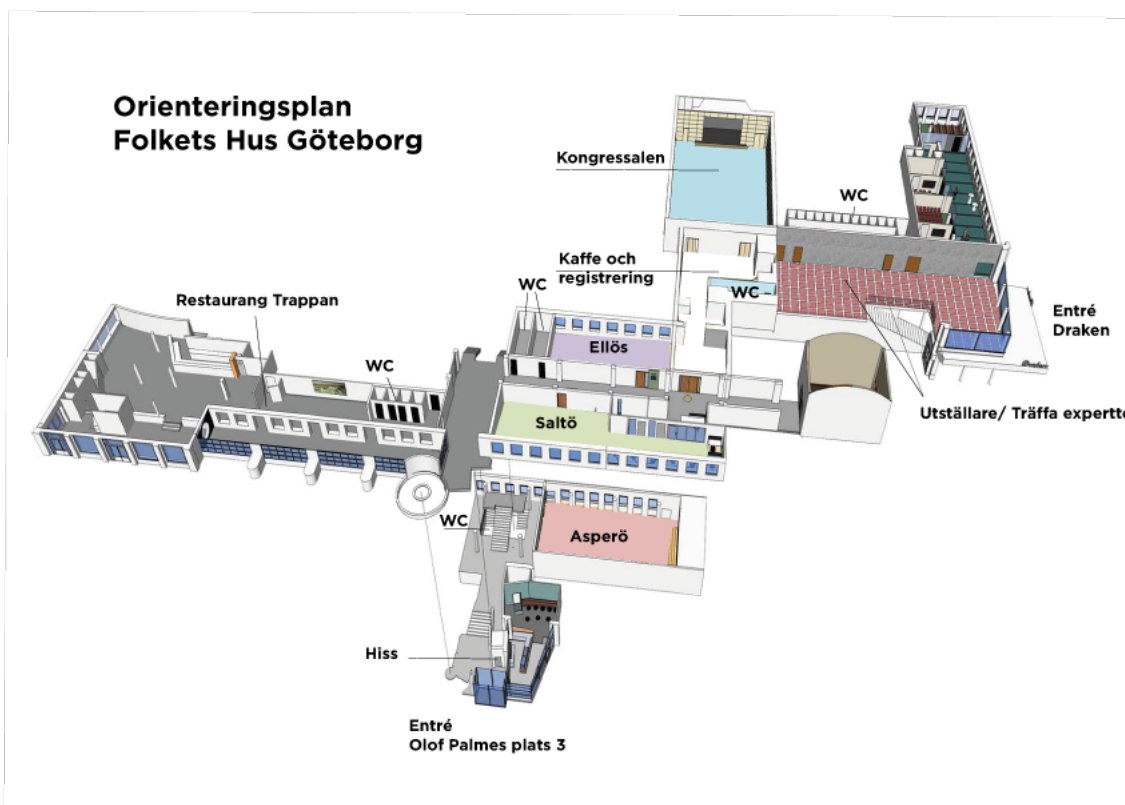 Orienteringsplan
Folkets Hus Göteborg
Kongressalen
WC
Kaffe och
registrering
WC
WC
Restaurang Trappan
Entré
Draken
Ellös
WC
Utställare/ Träffa expertte
Saltö
WC
Asperö
Hiss
Entré
Olof Palmes plats 3